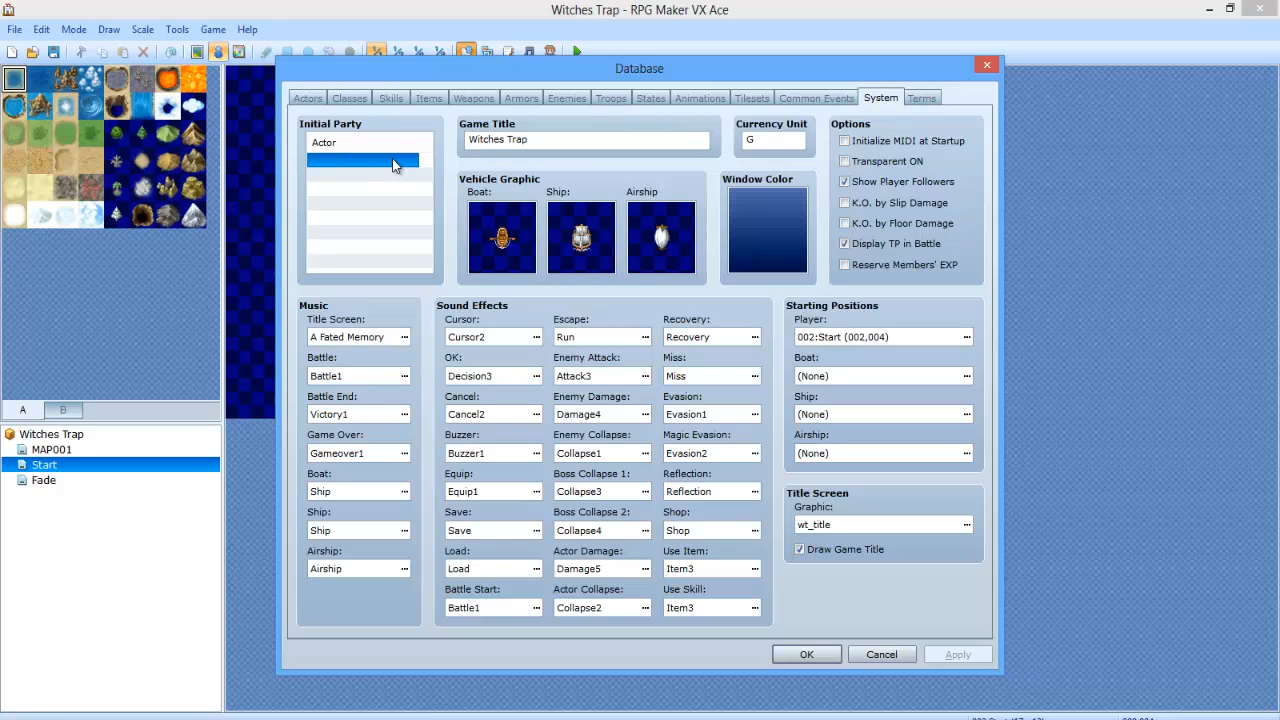 Witches Trap - RPG Maker VX Ace
File Edit Mode Draw Scale Tools Game Help
Database
Actors Classes Skills Items Weapons Armors Enemies Troops States Animations Tilesets Common Events System Terms
Initial Party
Actor
Game Title
Witches Trap
Currency Unit
G
Vehicle Graphic
Boat: Ship: Airship
Window Color
Options
Initialize MIDI at Startup
Transparent ON
Show Player Followers
K.O. by Slip Damage
K.O. by Floor Damage
Display TP in Battle
Reserve Members' EXP
Music
Title Screen:
A Fated Memory
Battle:
Battle1
Battle End:
Victory1
Game Over:
Gameover1
Boat:
Ship
Ship:
Ship
Airship:
Airship
Sound Effects
Cursor:
Cursor2
OK:
Decision3
Cancel:
Cancel2
Buzzer:
Buzzer1
Equip:
Equip1
Save:
Save
Load:
Load
Battle Start:
Battle1
Escape:
Run
Enemy Attack:
Attack3
Enemy Damage:
Damage4
Enemy Collapse:
Collapse1
Boss Collapse 1:
Collapse3
Boss Collapse 2:
Collapse4
Actor Damage:
Damage5
Actor Collapse:
Collapse2
Recovery:
Recovery
Miss:
Miss
Evasion:
Evasion1
Magic Evasion:
Evasion2
Reflection:
Reflection
Shop:
Shop
Use Item:
Item3
Use Skill:
Item3
Starting Positions
Player:
002:Start (002,004)
Boat:
(None)
Ship:
(None)
Airship:
(None)
Title Screen
Graphic:
wt_title
Draw Game Title
OK Cancel Apply
A B
Witches Trap
MAP001
Start
Fade